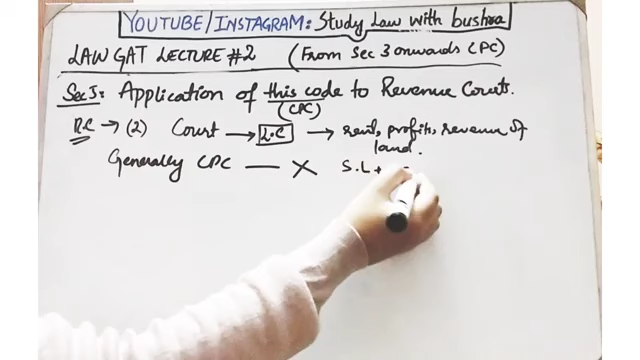 YOUTUBE/INSTAGRAM: Study Law with bushra
LAW GAT LECTURE #2 (From Sec 3 onwards CPC)
Sec 5: Application of this code to Revenue Courts.
(CPC)
R.C → (2) Court → L.C → rent, profits, revenue of
land.
Generally CPC — X S.L +